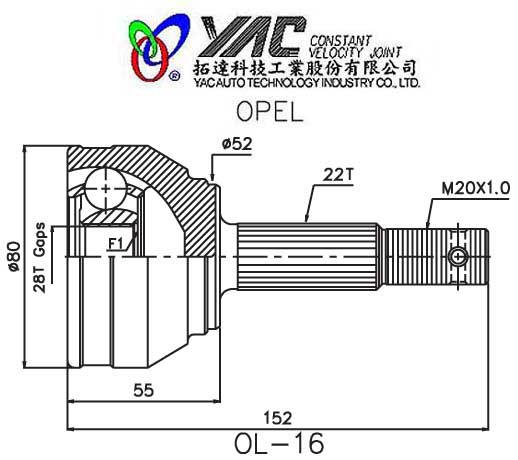 YAC CONSTANT
VELOCITY JOINT
®
拓達科技工業股份有限公司
YAC AUTO TECHNOLOGY INDUSTRY CO., LTD.
OPEL
ø52
22T
M20X1.0
F1
28T Gaps
ø80
55
152
OL-16